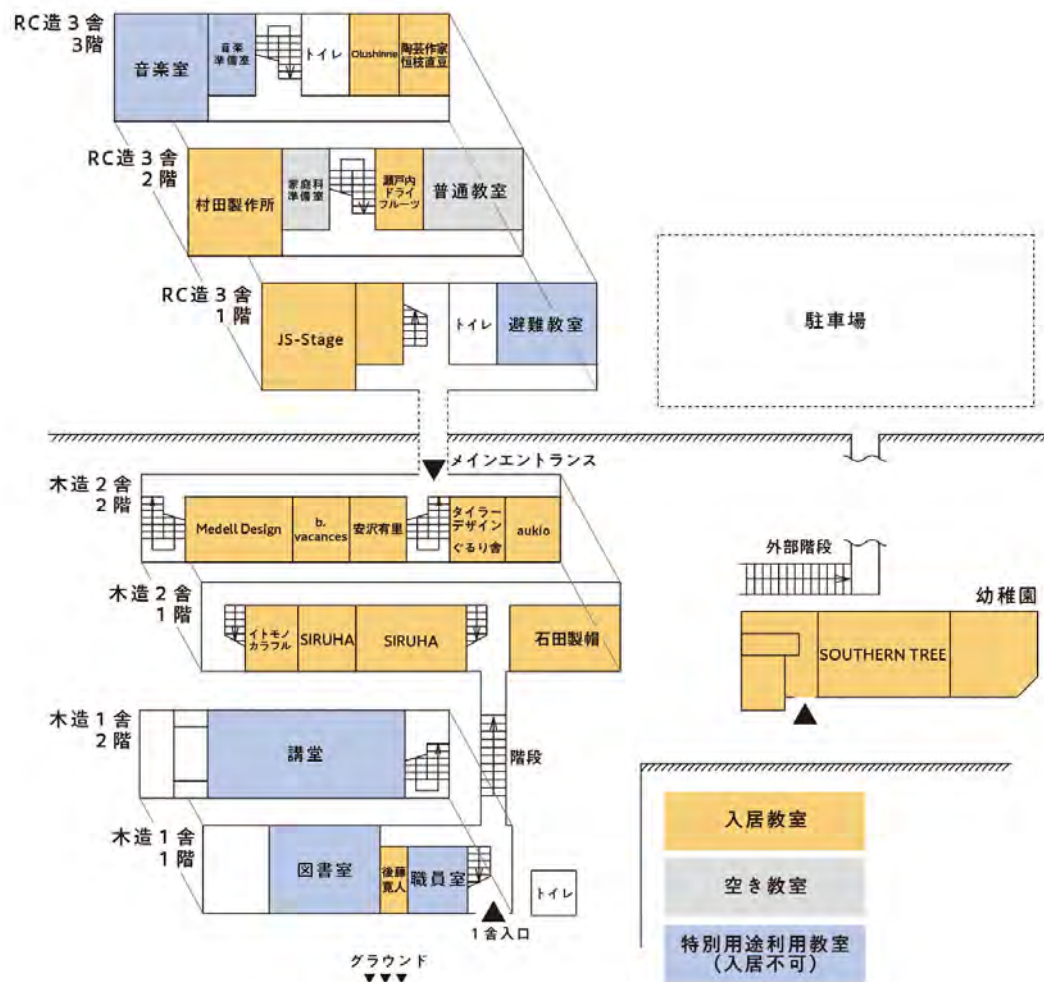 RC造3舎
3階
音楽室
音楽
準備室
トイレ
Olushinne
陶芸作家
恒枝直豆
RC造3舎
2階
村田製作所
家庭科
準備室
瀬戸内
ドライ
フルーツ
普通教室
RC造3舎
1階
JS-Stage
トイレ
避難教室
駐車場
メインエントランス
木造2舎
2階
Medell Design
b.
vacances
安沢有里
タイラー
デザイン
ぐるり舎
aukio
外部階段
幼稚園
木造2舎
1階
イトモノ
カラフル
SIRUHA
SIRUHA
石田製帽
SOUTHERN TREE
木造1舎
2階
講堂
階段
木造1舎
1階
図書室
後藤
寛人
職員室
トイレ
1舎入口
グラウンド
入居教室
空き教室
特別用途利用教室
(入居不可)